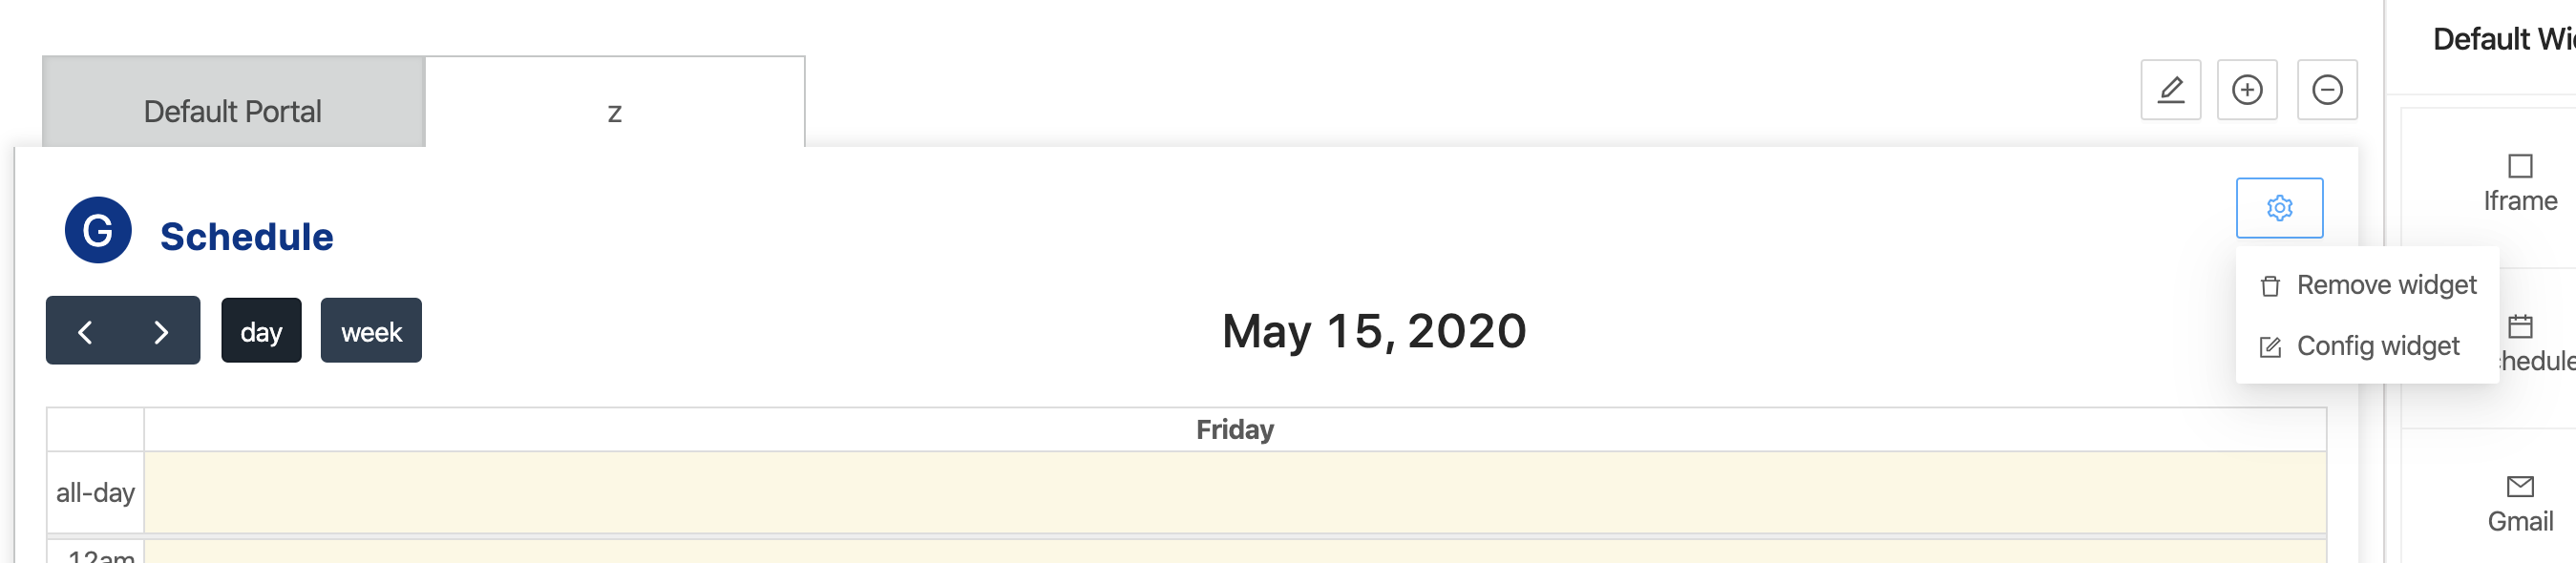 Default Portal
z
Default Wi
G
Schedule
day
week
May 15, 2020
Remove widget
Config widget
Friday
all-day
12am
Iframe
chedule
Gmail